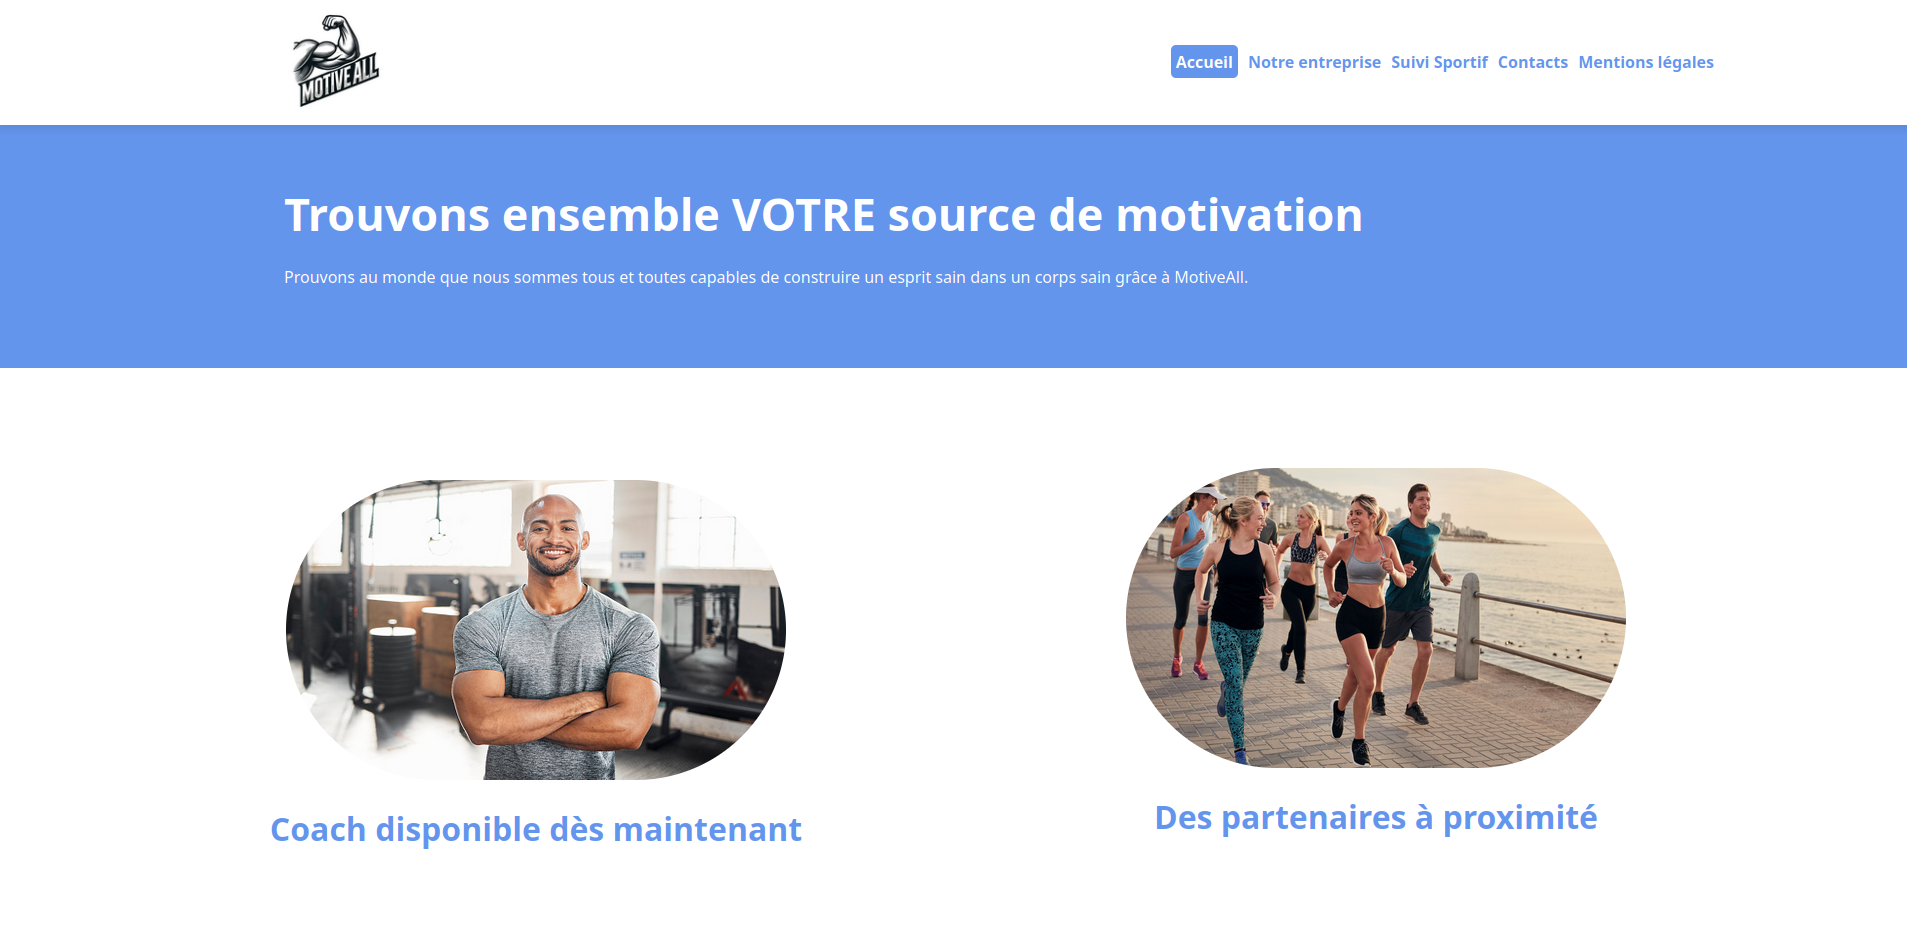 MOTIVE ALL
Accueil Notre entreprise Suivi Sportif Contacts Mentions légales
Trouvons ensemble VOTRE source de motivation
Prouvons au monde que nous sommes tous et toutes capables de construire un esprit sain dans un corps sain grâce à MotiveAll.
Coach disponible dès maintenant
Des partenaires à proximité